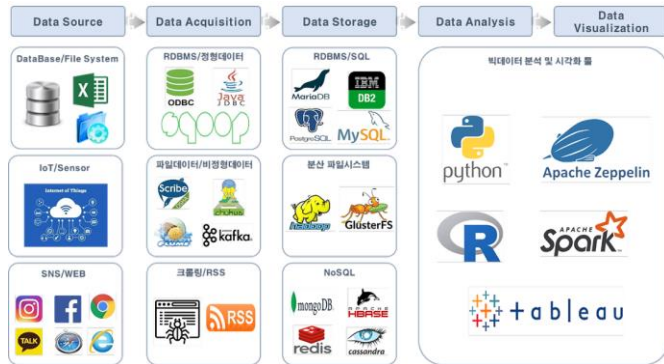 Data Source
Data Acquisition
Data Storage
Data Analysis
Data
Visualization
DataBase/File System
RDBMS/정형데이터
ODBC
Java
JDBC
sqoop
RDBMS/SQL
MariaDB
IBM
DB2
PostgreSQL
MySQL
빅데이터 분석 및 시각화 툴
python
Apache Zeppelin
R
APACHE
Spark
tableau
IoT/Sensor
Internet of Things
파일데이터/비정형데이터
Scribe
chukwa
kafka
분산 파일시스템
hadoop
GlusterFS
SNS/WEB
TALK
크롤링/RSS
RSS
NoSQL
mongoDB
APACHE
HBASE
redis
cassandra